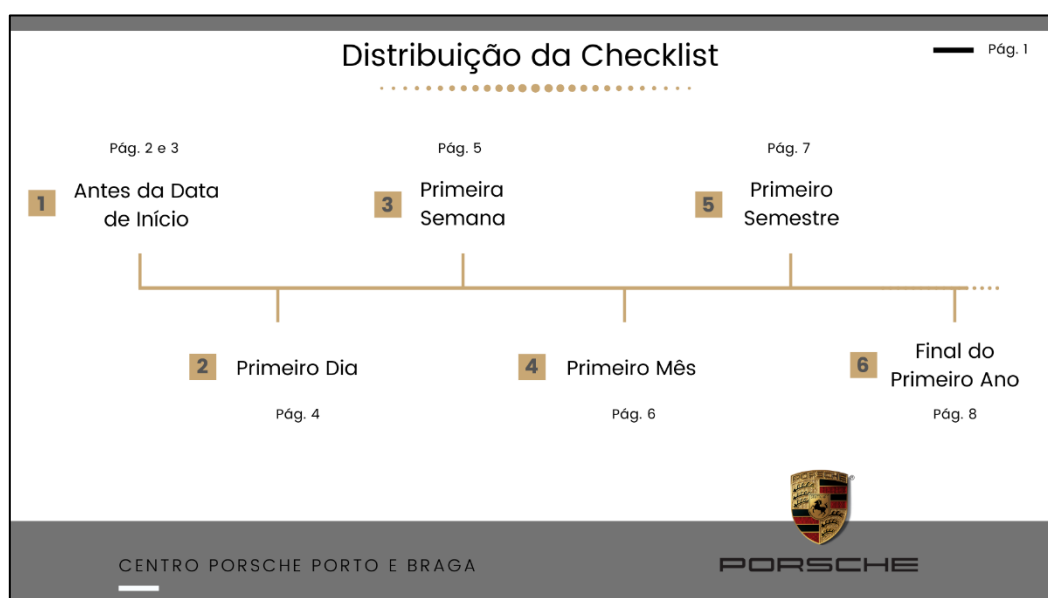 Distribuição da Checklist
Pág. 1
Pág. 2 e 3
1
Antes da Data
de Início
Pág. 5
3
Primeira
Semana
Pág. 7
5
Primeiro
Semestre
2
Primeiro Dia
Pág. 4
4
Primeiro Mês
Pág. 6
6
Final do
Primeiro Ano
Pág. 8
PORSCHE
®
CENTRO PORSCHE PORTO E BRAGA
PORSCHE